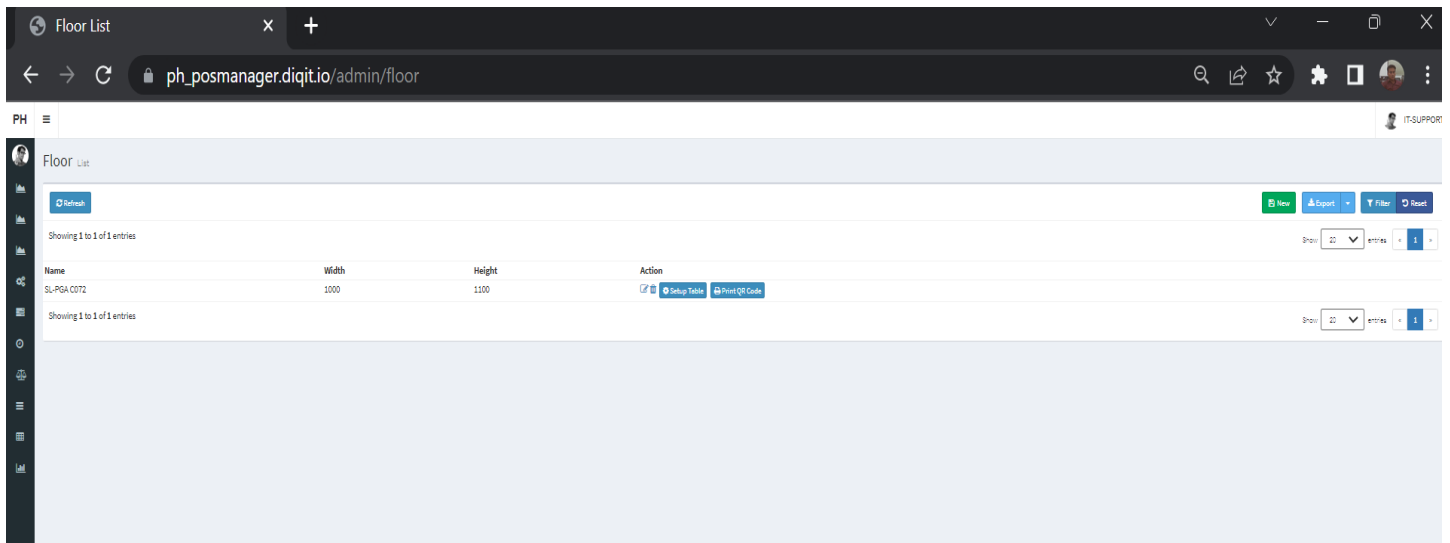 Floor List
ph_posmanager.diqit.io/admin/floor
PH
IT-SUPPORT
Floor List
Refresh
New Export Filter Reset
Showing 1 to 1 of 1 entries
Show 20 entries « 1 »
Name Width Height Action
SL-PGA C072 1000 1100 Setup Table Print QR Code
Showing 1 to 1 of 1 entries
Show 20 entries « 1 »